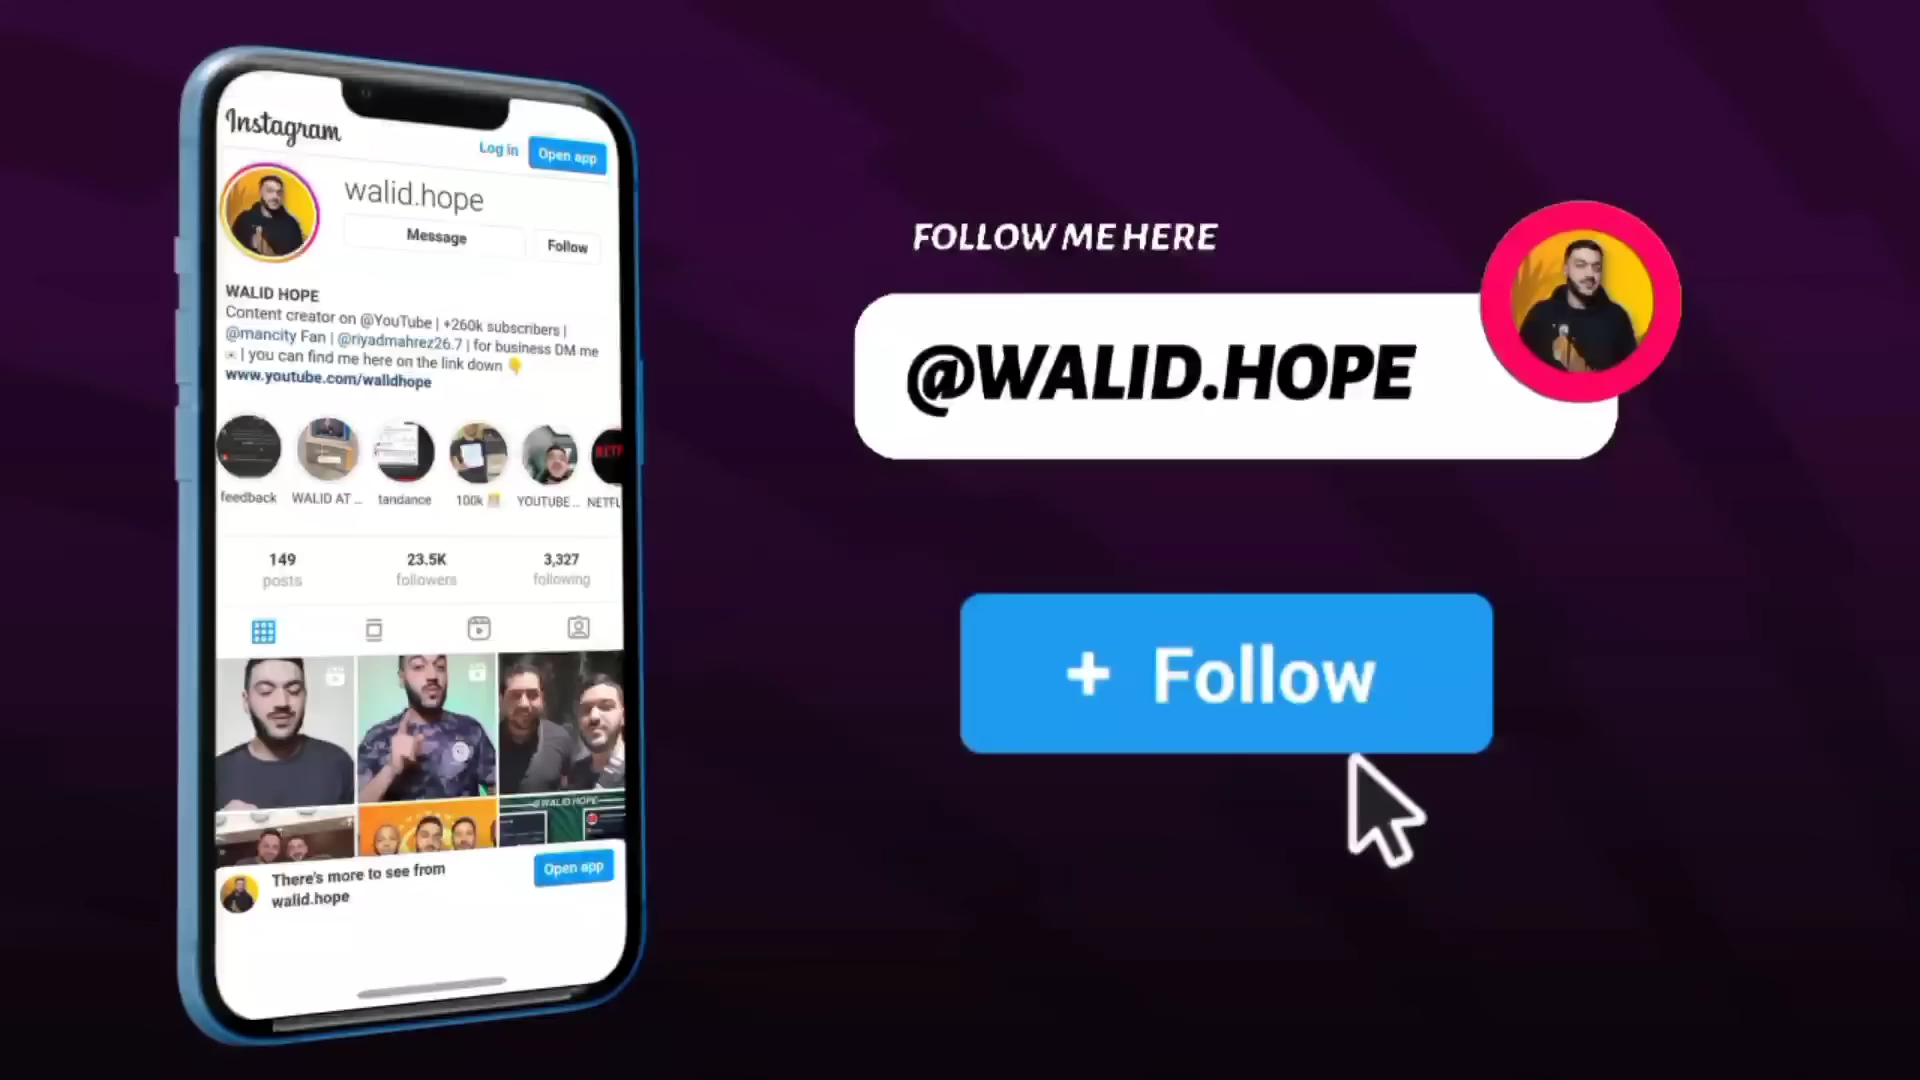 Instagram
Log in
Open app
walid.hope
Message
Follow
WALID HOPE
Content creator on @YouTube | +260k subscribers |
@mancity Fan | @riyadmahrez26.7 | for business DM me
| you can find me here on the link down 👇
www.youtube.com/walidhope
feedback
WALID AT ...
tandance
100k
YOUTUBE ...
NETFL
149
posts
23.5K
followers
3,327
following
@WALID HOPE
There's more to see from
walid.hope
Open app
FOLLOW ME HERE
@WALID.HOPE
+ Follow